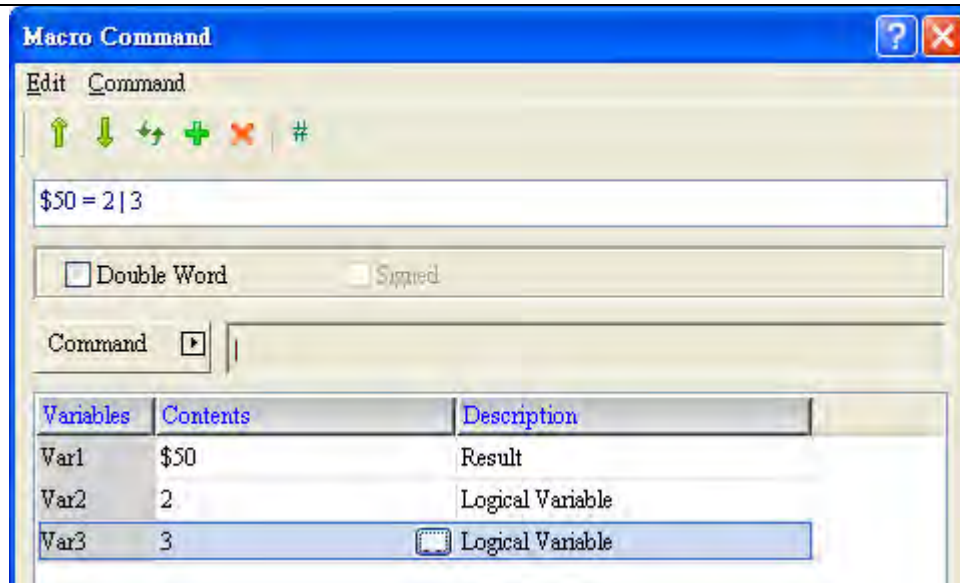 Macro Command
Edit Command
#
$50 = 2 | 3
Double Word Signed
Command |
Variables Contents Description
Var1 $50 Result
Var2 2 Logical Variable
Var3 3 ... Logical Variable